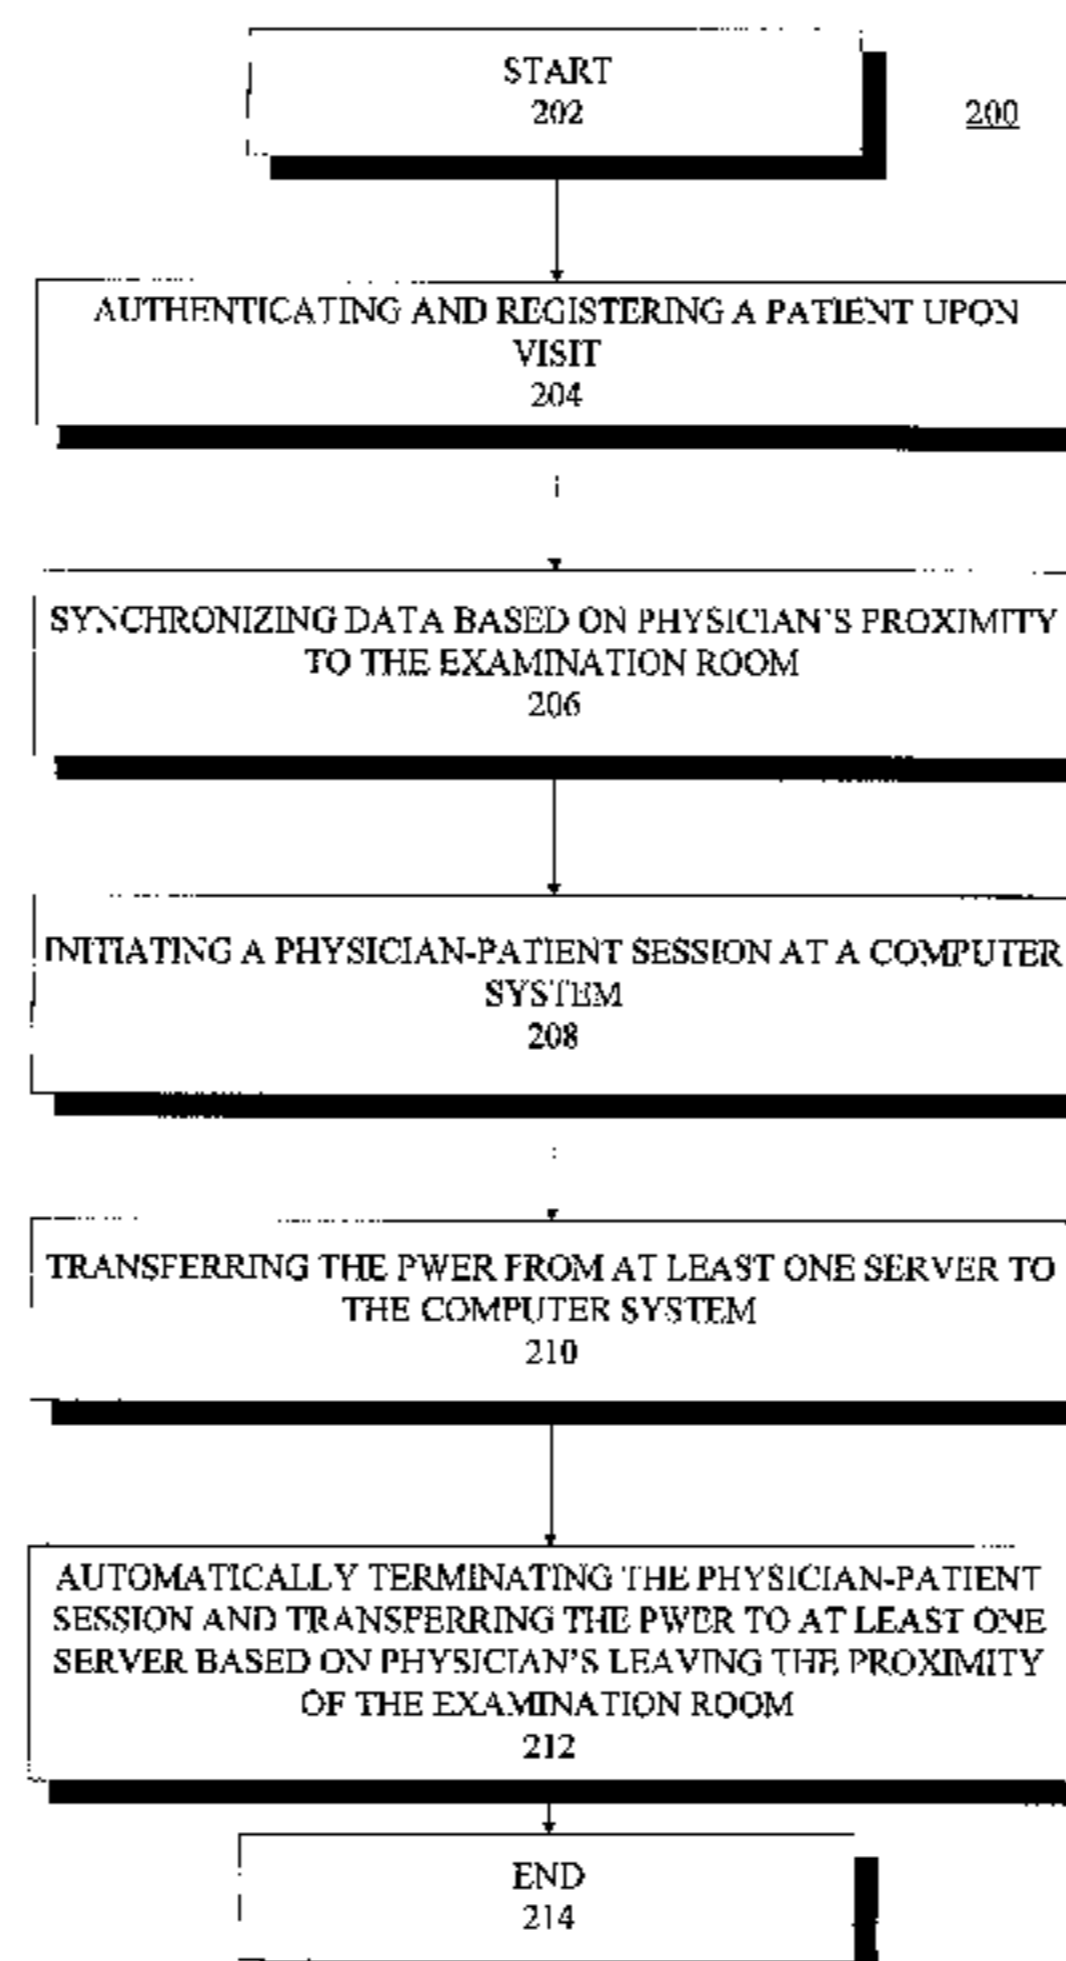 START
202
200
AUTHENTICATING AND REGISTERING A PATIENT UPON
VISIT
204
SYNCHRONIZING DATA BASED ON PHYSICIAN'S PROXIMITY
TO THE EXAMINATION ROOM
206
INITIATING A PHYSICIAN-PATIENT SESSION AT A COMPUTER
SYSTEM
208
TRANSFERRING THE PWER FROM AT LEAST ONE SERVER TO
THE COMPUTER SYSTEM
210
AUTOMATICALLY TERMINATING THE PHYSICIAN-PATIENT
SESSION AND TRANSFERRING THE PWER TO AT LEAST ONE
SERVER BASED ON PHYSICIAN'S LEAVING THE PROXIMITY
OF THE EXAMINATION ROOM
212
END
214